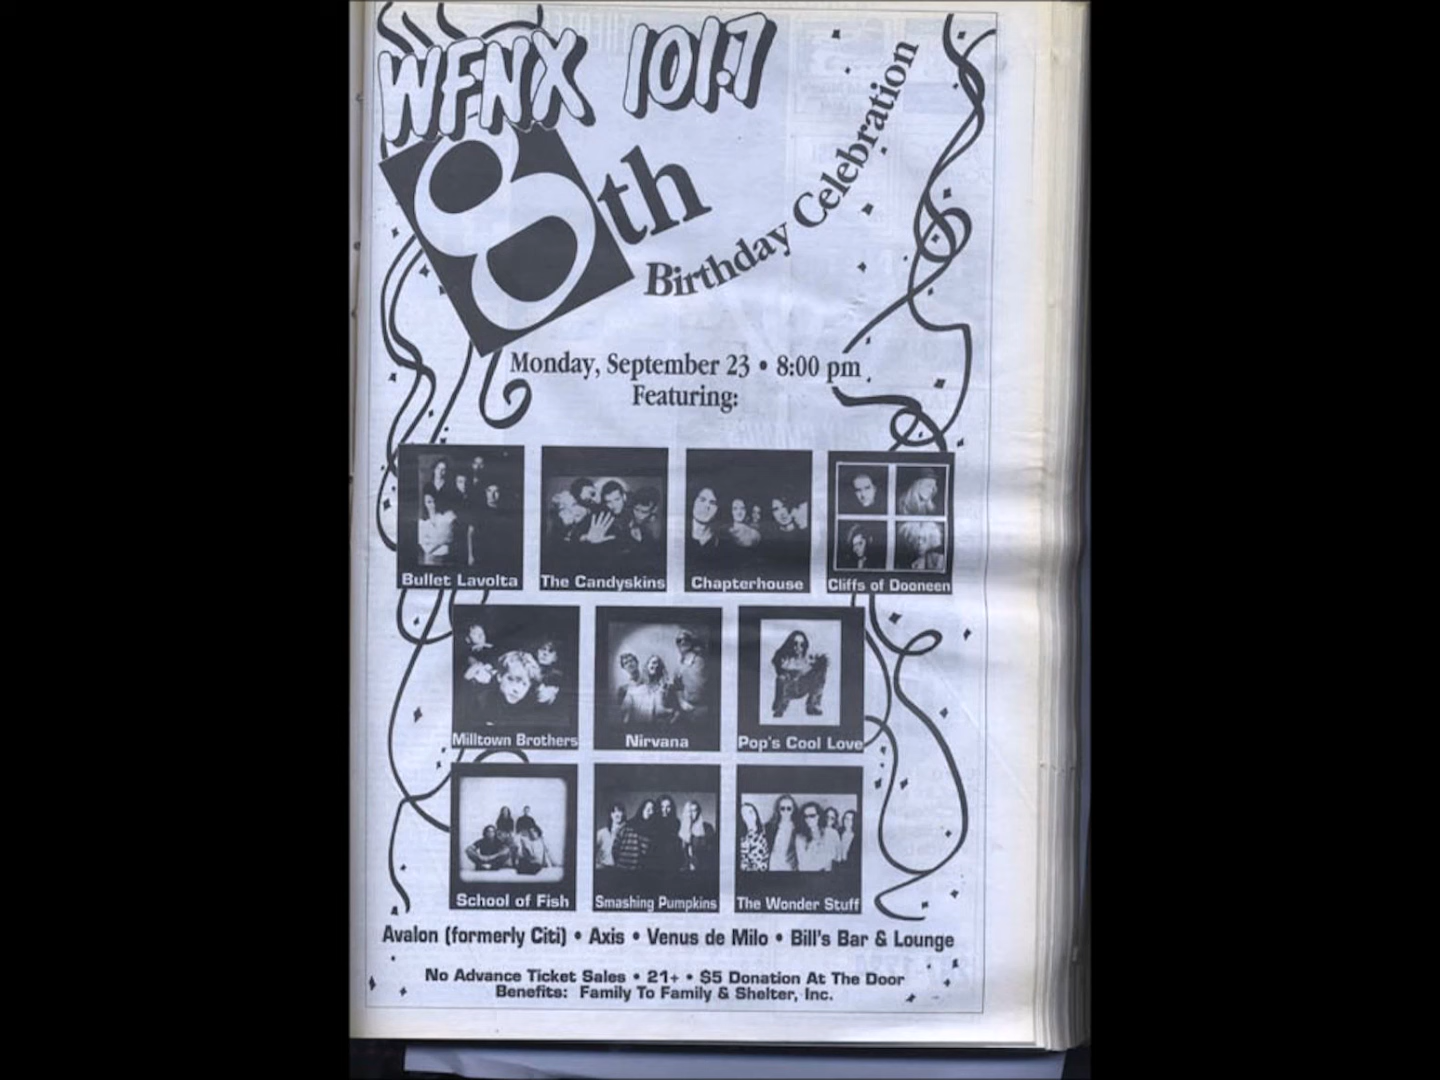 WFNX 101.7
8th
Birthday Celebration
Monday, September 23 • 8:00 pm
Featuring:
Bullet Lavolta
The Candyskins
Chapterhouse
Cliffs of Dooneen
Milltown Brothers
Nirvana
Pop's Cool Love
School of Fish
Smashing Pumpkins
The Wonder Stuff
Avalon (formerly Citi) • Axis • Venus de Milo • Bill's Bar & Lounge
No Advance Ticket Sales • 21+ • $5 Donation At The Door
Benefits: Family To Family & Shelter, Inc.